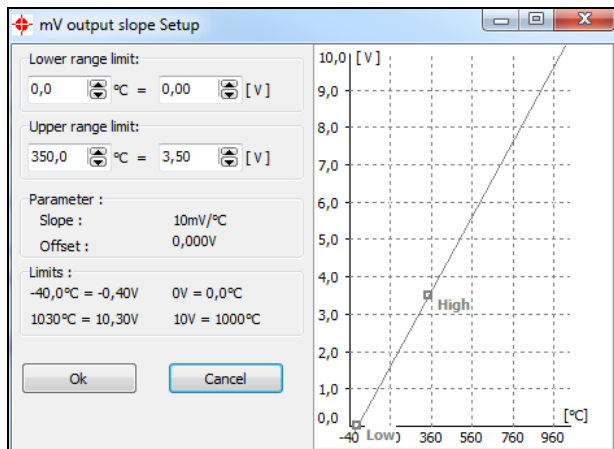 mV output slope Setup
Lower range limit:
0,0 °C = 0,00 [ V ]
Upper range limit:
350,0 °C = 3,50 [ V ]
Parameter :
Slope : 10mV/°C
Offset : 0,000V
Limits :
-40,0°C = -0,40V 0V = 0,0°C
1030°C = 10,30V 10V = 1000°C
Ok Cancel
10,0 [ V ]
9,0
8,0
7,0
6,0
5,0
4,0
3,0
High
2,0
1,0
0,0
[°C]
-40 Low 360 560 760 960